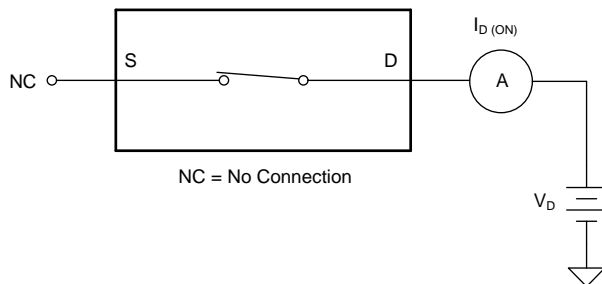 I_D (ON)
S
D
NC
A
NC = No Connection
V_D